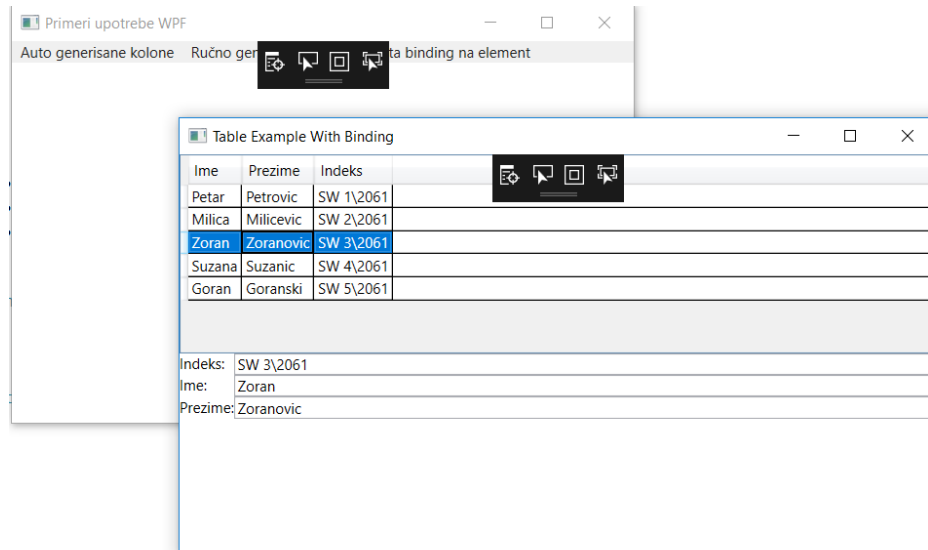 Primeri upotrebe WPF
Auto generisane kolone Ručno binding na element
Table Example With Binding
Ime Prezime Indeks
Petar Petrovic SW 1\2061
Milica Milicevic SW 2\2061
Zoran Zoranovic SW 3\2061
Suzana Suzanic SW 4\2061
Goran Goranski SW 5\2061
Indeks: SW 3\2061
Ime: Zoran
Prezime: Zoranovic